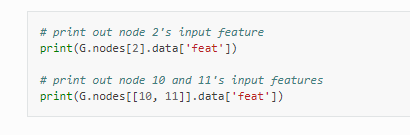 # print out node 2's input feature
print(G.nodes[2].data['feat'])
# print out node 10 and 11's input features
print(G.nodes[[10, 11]].data['feat'])